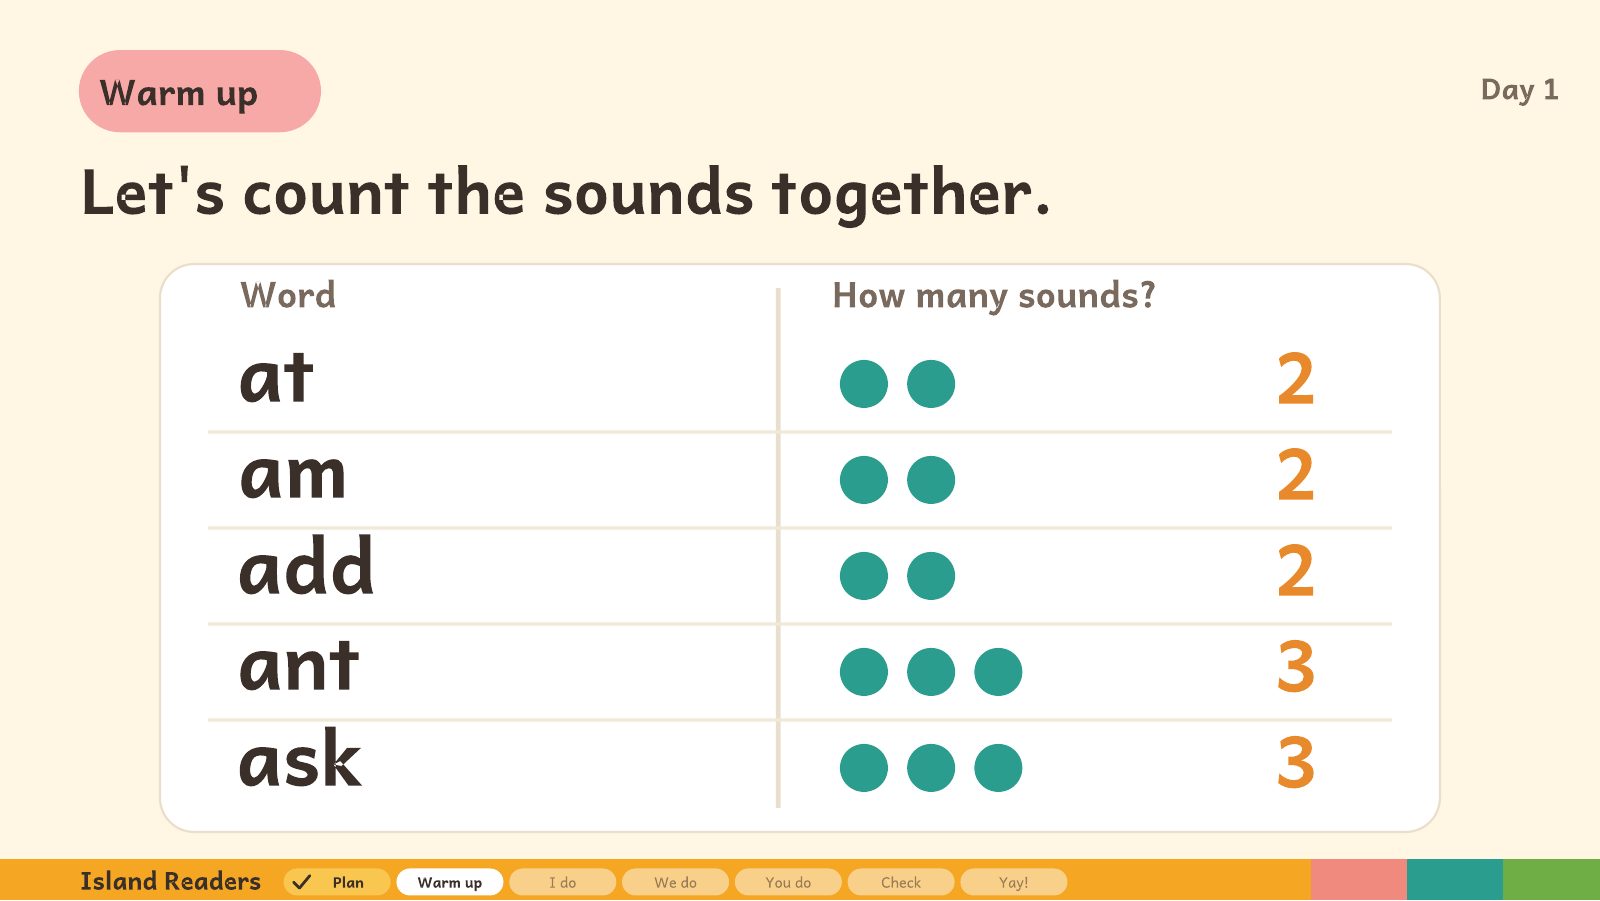 Warm up
Day 1
Let's count the sounds together.
Word How many sounds?
at 2
am 2
add 2
ant 3
ask 3
Island Readers Plan Warm up I do We do You do Check Yay!